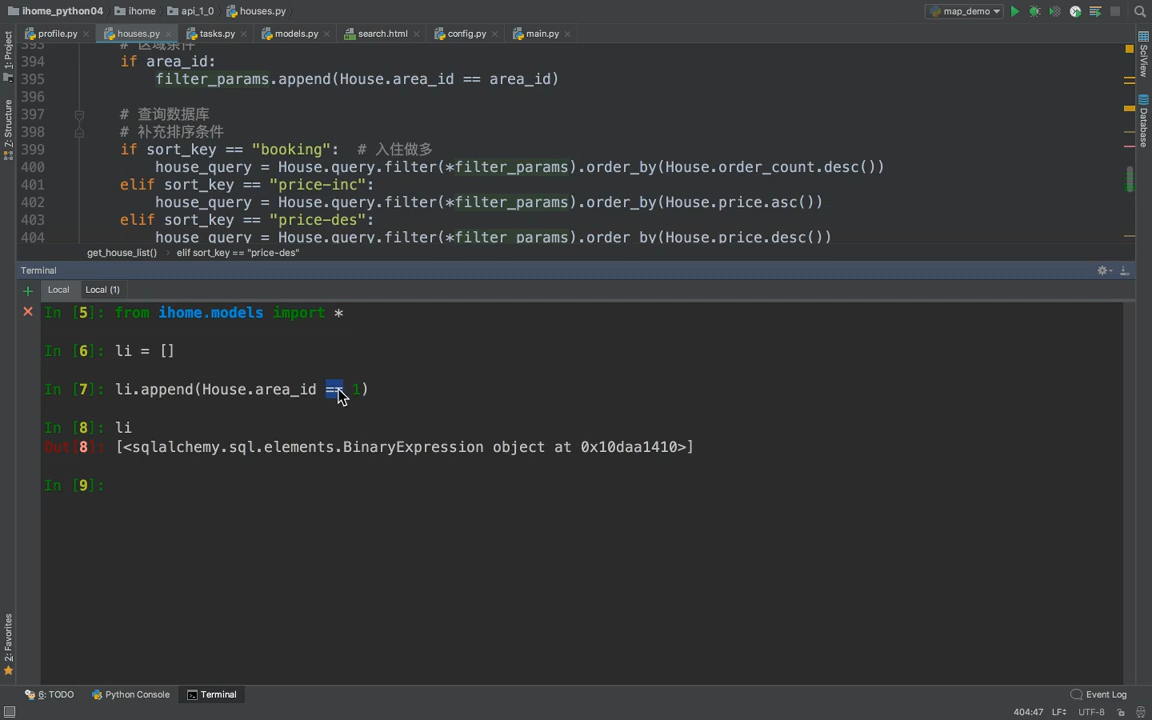 ihome_python04 ihome api_1_0 houses.py map_demo
profile.py houses.py tasks.py models.py search.html config.py main.py
393 # 区域条件
394 if area_id:
395 filter_params.append(House.area_id == area_id)
396
397 # 查询数据库
398 # 补充排序条件
399 if sort_key == "booking": # 入住做多
400 house_query = House.query.filter(*filter_params).order_by(House.order_count.desc())
401 elif sort_key == "price-inc":
402 house_query = House.query.filter(*filter_params).order_by(House.price.asc())
403 elif sort_key == "price-des":
404 house_query = House.query.filter(*filter_params).order_by(House.price.desc())
get_house_list() elif sort_key == "price-des"
Terminal
Local Local (1)
In [5]: from ihome.models import *
In [6]: li = []
In [7]: li.append(House.area_id == 1)
In [8]: li
Out[8]: [<sqlalchemy.sql.elements.BinaryExpression object at 0x10daa1410>]
In [9]:
6: TODO Python Console Terminal Event Log
404:47 LF UTF-8
1: Project
7: Structure
2: Favorites
SciView
Database